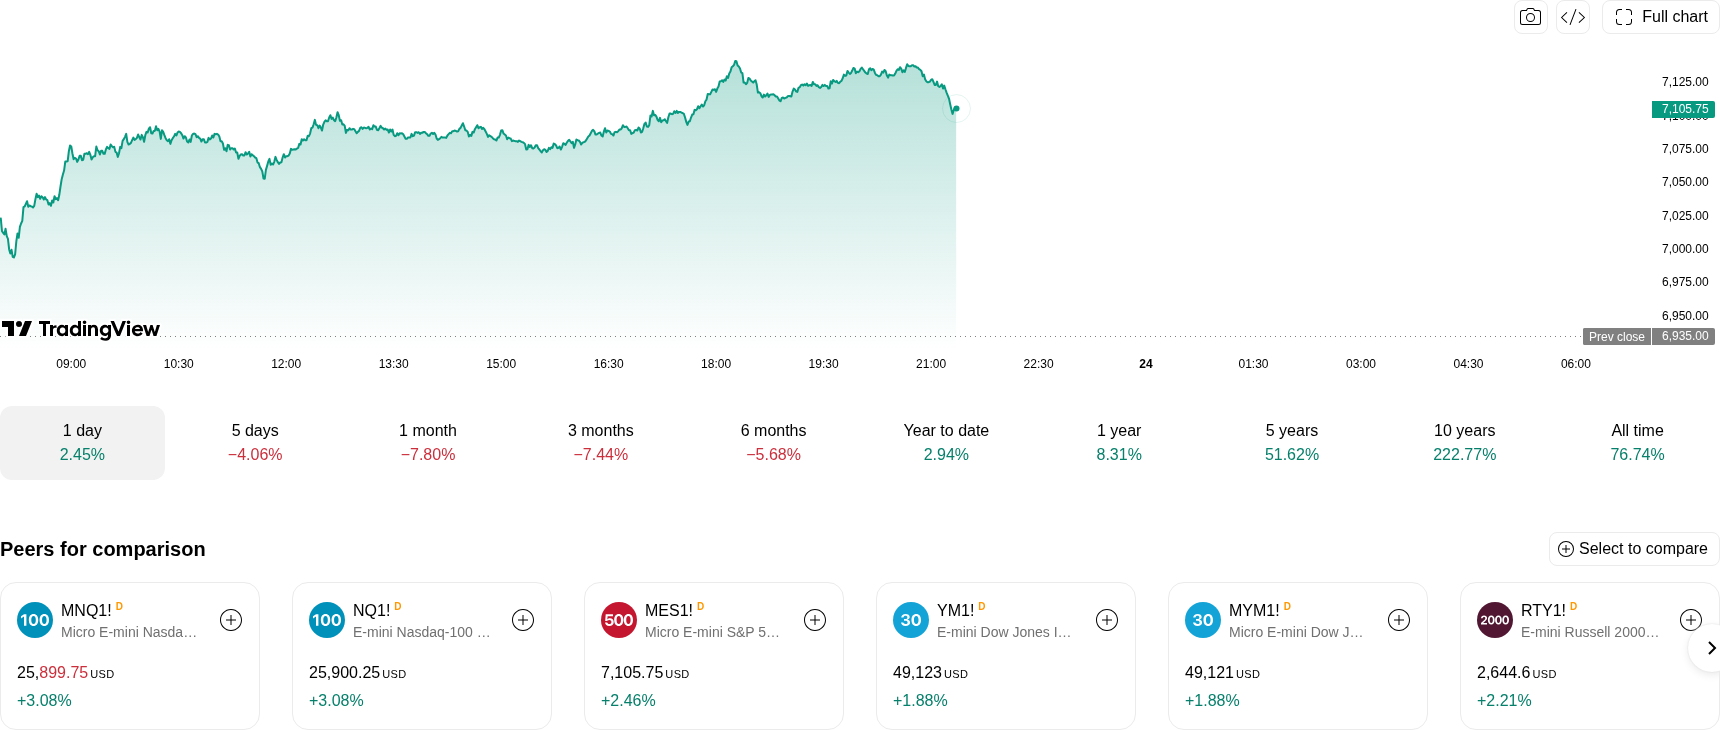 Full chart
7,125.00
7,105.75
7,075.00
7,050.00
7,025.00
7,000.00
6,975.00
6,950.00
TradingView
Prev close 6,935.00
09:00 10:30 12:00 13:30 15:00 16:30 18:00 19:30 21:00 22:30 24 01:30 03:00 04:30 06:00
1 day 5 days 1 month 3 months 6 months Year to date 1 year 5 years 10 years All time
2.45% −4.06% −7.80% −7.44% −5.68% 2.94% 8.31% 51.62% 222.77% 76.74%
Peers for comparison
Select to compare
100 MNQ1! D
Micro E-mini Nasda…
25,899.75 USD
+3.08%
100 NQ1! D
E-mini Nasdaq-100 …
25,900.25 USD
+3.08%
500 MES1! D
Micro E-mini S&P 5…
7,105.75 USD
+2.46%
30 YM1! D
E-mini Dow Jones I…
49,123 USD
+1.88%
30 MYM1! D
Micro E-mini Dow J…
49,121 USD
+1.88%
2000 RTY1! D
E-mini Russell 2000…
2,644.6 USD
+2.21%